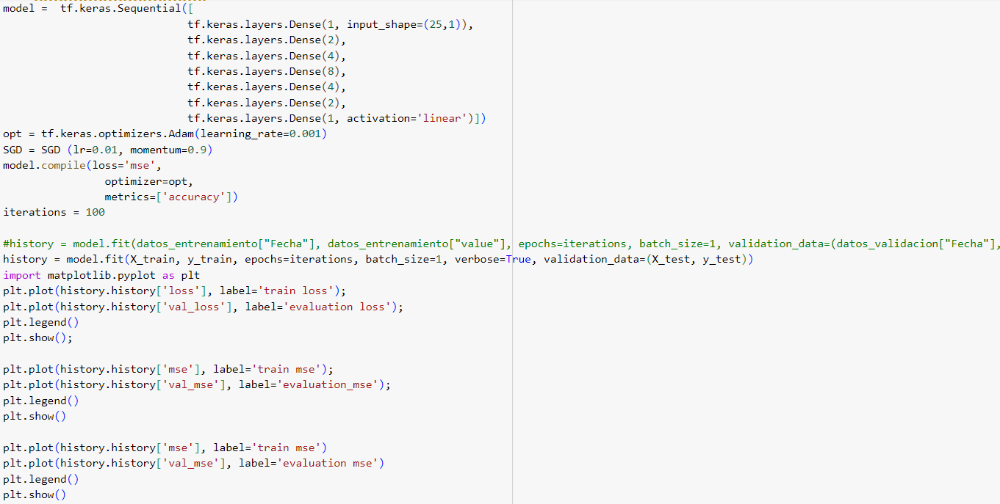 model =  tf.keras.Sequential([
                             tf.keras.layers.Dense(1, input_shape=(25,1)),
                             tf.keras.layers.Dense(2),
                             tf.keras.layers.Dense(4),
                             tf.keras.layers.Dense(8),
                             tf.keras.layers.Dense(4),
                             tf.keras.layers.Dense(2),
                             tf.keras.layers.Dense(1, activation='linear')])
opt = tf.keras.optimizers.Adam(learning_rate=0.001)
SGD = SGD (lr=0.01, momentum=0.9)
model.compile(loss='mse',
                optimizer=opt,
                metrics=['accuracy'])
iterations = 100

#history = model.fit(datos_entrenamiento["Fecha"], datos_entrenamiento["value"], epochs=iterations, batch_size=1, validation_data=(datos_validacion["Fecha"],
history = model.fit(X_train, y_train, epochs=iterations, batch_size=1, verbose=True, validation_data=(X_test, y_test))
import matplotlib.pyplot as plt
plt.plot(history.history['loss'], label='train loss');
plt.plot(history.history['val_loss'], label='evaluation loss');
plt.legend()
plt.show();

plt.plot(history.history['mse'], label='train mse');
plt.plot(history.history['val_mse'], label='evaluation_mse');
plt.legend()
plt.show()

plt.plot(history.history['mse'], label='train mse')
plt.plot(history.history['val_mse'], label='evaluation mse')
plt.legend()
plt.show()